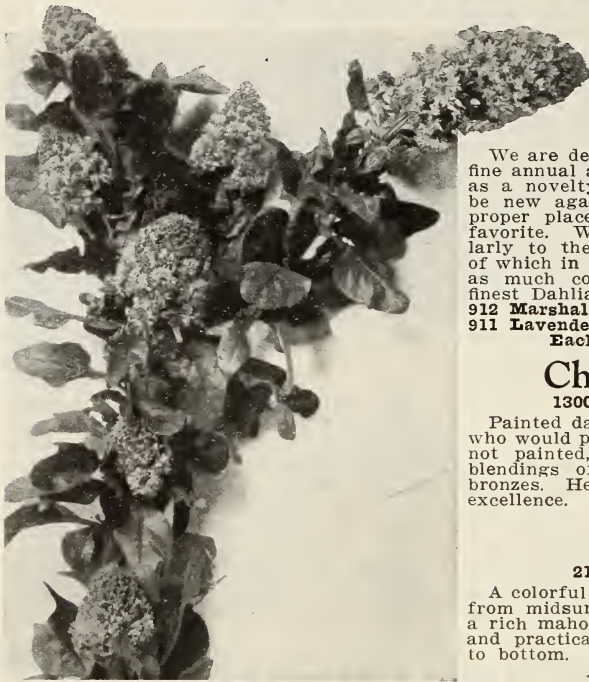 We are de
fine annual a
as a novelty
be new aga
proper place
favorite. W
larly to the
of which in
as much co
finest Dahlia
912 Marshal
911 Lavende
Each
Ch
1300
Painted da
who would p
not painted,
blendings o
bronzes. He
excellence.
21
A colorful
from midsur
a rich maho
and practica
to bottom.